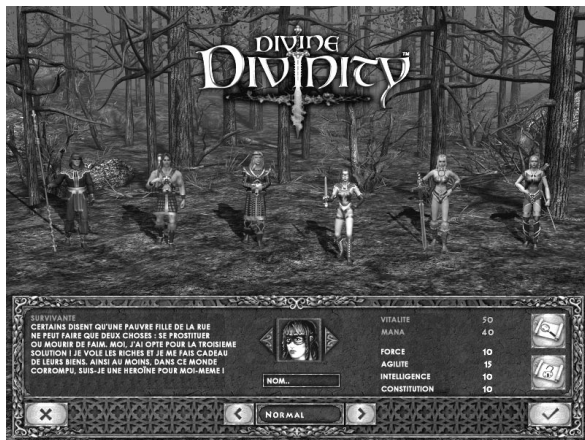 DIVINE
DIVINITY™
SURVIVANTE
CERTAINS DISENT QU'UNE PAUVRE FILLE DE LA RUE
NE PEUT FAIRE QUE DEUX CHOSES : SE PROSTITUER
OU MOURIR DE FAIM. MOI, J'AI OPTE POUR LA TROISIEME
SOLUTION ! JE VOLE LES RICHES ET JE ME FAIS CADEAU
DE LEURS BIENS. AINSI AU MOINS, DANS CE MONDE
CORROMPU, SUIS-JE UNE HEROÏNE POUR MOI-MEME !
NOM..
VITALITE 50
MANA 40
FORCE 10
AGILITE 15
INTELLIGENCE 10
CONSTITUTION 10
NORMAL